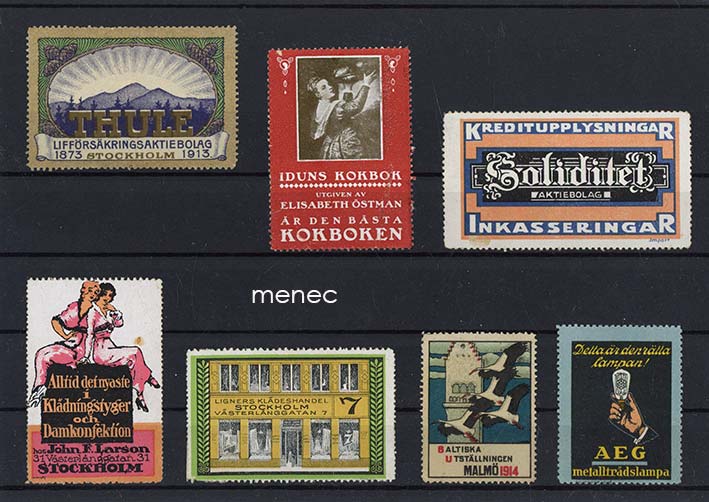 THULE
LIFFÖRSÄKRINGSAKTIEBOLAG
1873 STOCKHOLM 1913
IDUNS KOKBOK
UTGIVEN AV
ELISABETH ÖSTMAN
ÄR DEN BÄSTA
KOKBOKEN
KREDITUPPLYSNINGAR
Soliditet
AKTIEBOLAG
INKASSERINGAR
menec
Alltid det nyaste
i
Klädningstyger
och
Damkonfektion
hos John F. Larson
31 Västerlånggatan. 31
STOCKHOLM
LIGNERS KLÄDESHANDEL
STOCKHOLM
VÄSTERLÅNGGATAN 7
7
BALTISKA
UTSTÄLLNINGEN
MALMÖ 1914
Detta är den rätta
lampan!
AEG
metalltrådslampa